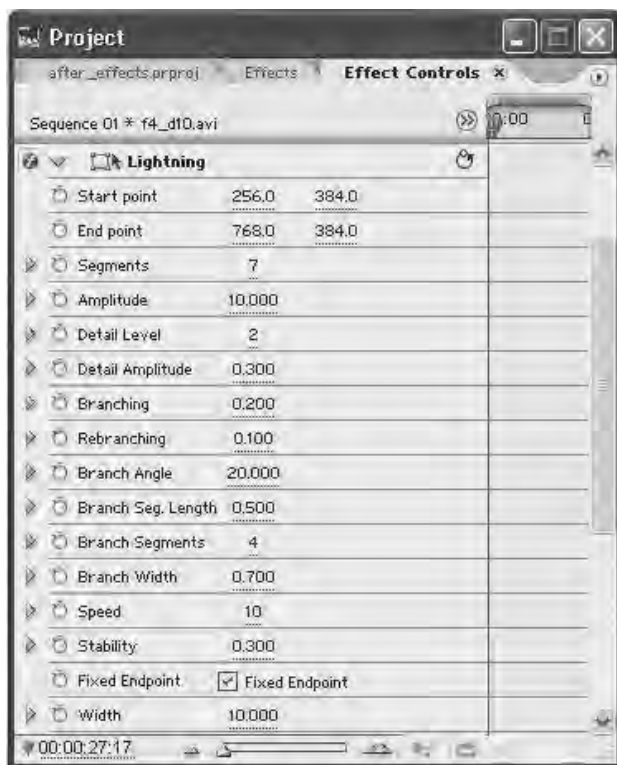 Project
after_effects.prproj Effects Effect Controls
Sequence 01 * f4_d10.avi 0:00
Lightning
Start point 256.0 384.0
End point 768.0 384.0
Segments 7
Amplitude 10.000
Detail Level 2
Detail Amplitude 0.300
Branching 0.200
Rebranching 0.100
Branch Angle 20.000
Branch Seg. Length 0.500
Branch Segments 4
Branch Width 0.700
Speed 10
Stability 0.300
Fixed Endpoint Fixed Endpoint
Width 10.000
00:00:27:17